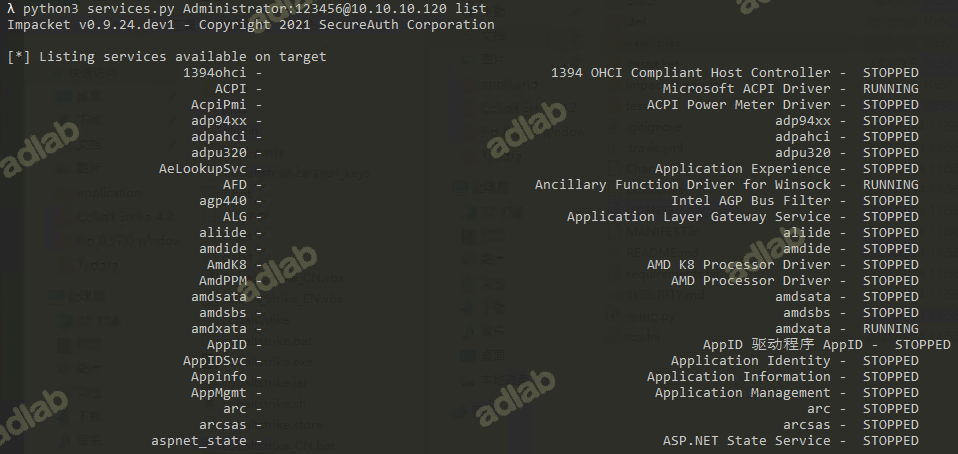 λ python3 services.py Administrator:123456@10.10.10.120 list
Impacket v0.9.24.dev1 - Copyright 2021 SecureAuth Corporation
[*] Listing services available on target
1394ohci - 1394 OHCI Compliant Host Controller - STOPPED
ACPI - Microsoft ACPI Driver - RUNNING
AcpiPmi - ACPI Power Meter Driver - STOPPED
adp94xx - adp94xx - STOPPED
adpahci - adpahci - STOPPED
adpu320 - adpu320 - STOPPED
AeLookupSvc - Application Experience - STOPPED
AFD - Ancillary Function Driver for Winsock - RUNNING
agp440 - Intel AGP Bus Filter - STOPPED
ALG - Application Layer Gateway Service - STOPPED
aliide - aliide - STOPPED
amdide - amdide - STOPPED
AmdK8 - AMD K8 Processor Driver - STOPPED
AmdPPM - AMD Processor Driver - STOPPED
amdsata - amdsata - STOPPED
amdsbs - amdsbs - STOPPED
amdxata - amdxata - RUNNING
AppID - AppID 驱动程序 AppID - STOPPED
AppIDSvc - Application Identity - STOPPED
Appinfo - Application Information - STOPPED
AppMgmt - Application Management - STOPPED
arc - arc - STOPPED
arcsas - arcsas - STOPPED
aspnet_state - ASP.NET State Service - STOPPED
adlab
adlab
adlab
adlab
adlab
adlab